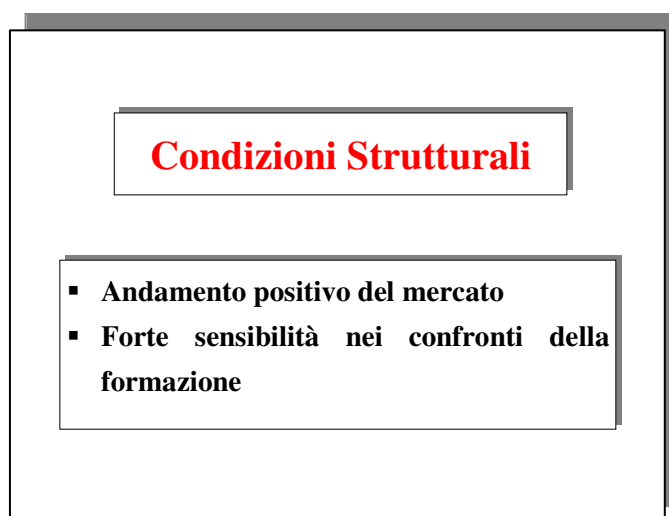 Condizioni Strutturali
▪ Andamento positivo del mercato
▪ Forte sensibilità nei confronti della
formazione